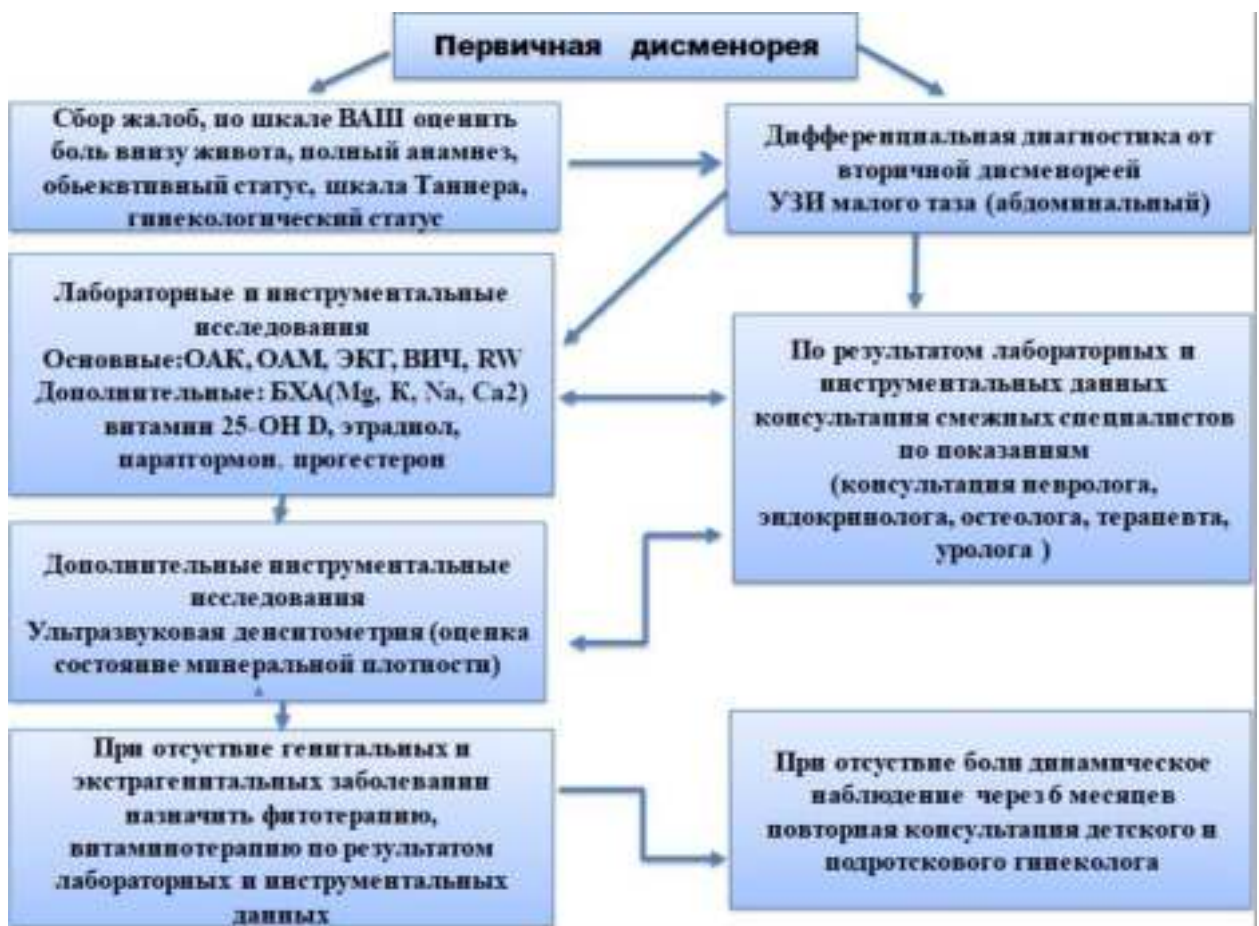 Первичная дисменорея
Сбор жалоб, по шкале ВАШ оценить
боль внизу живота, полный анамнез,
обьеквтивный статус, шкала Таннера,
гинекологический статус
Дифференциальная диагностика от
вторичной дисменореей
УЗИ малого таза (абдоминальный)
Лабораторные и инструментальные
исследования
Основные:ОАК, ОАМ, ЭКГ, ВИЧ, RW
Дополнительные: БХА(Mg, K, Na, Ca2)
витамин 25-OH D, этрадиол,
паратгормон, прогестерон
По результатом лабораторных и
инструментальных данных
консультация смежных специалистов
по показаниям
(консультация невролога,
эндокринолога, остеолога, терапевта,
уролога )
Дополнительные инструментальные
исследования
Ультразвуковая денситометрия (оценка
состояние минеральной плотности)
При отсуствие генитальных и
экстрагенитальных заболевании
назначить фитотерапию,
витаминотерапию по результатом
лабораторных и инструментальных
данных
При отсуствие боли динамическое
наблюдение через 6 месяцев
повторная консультация детского и
подротскового гинеколога